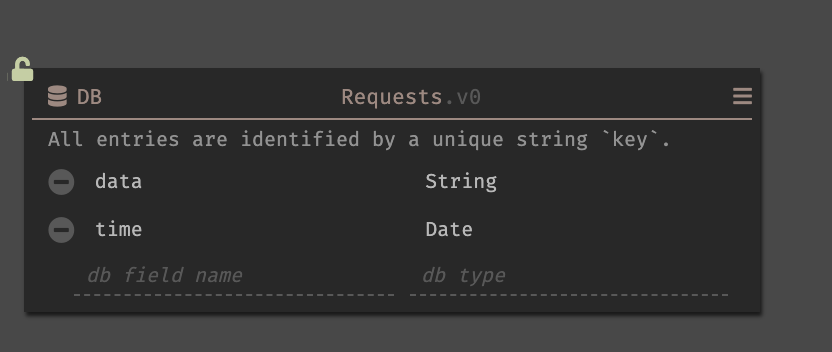 DB Requests.v0
All entries are identified by a unique string `key`.
data String
time Date
db field name db type